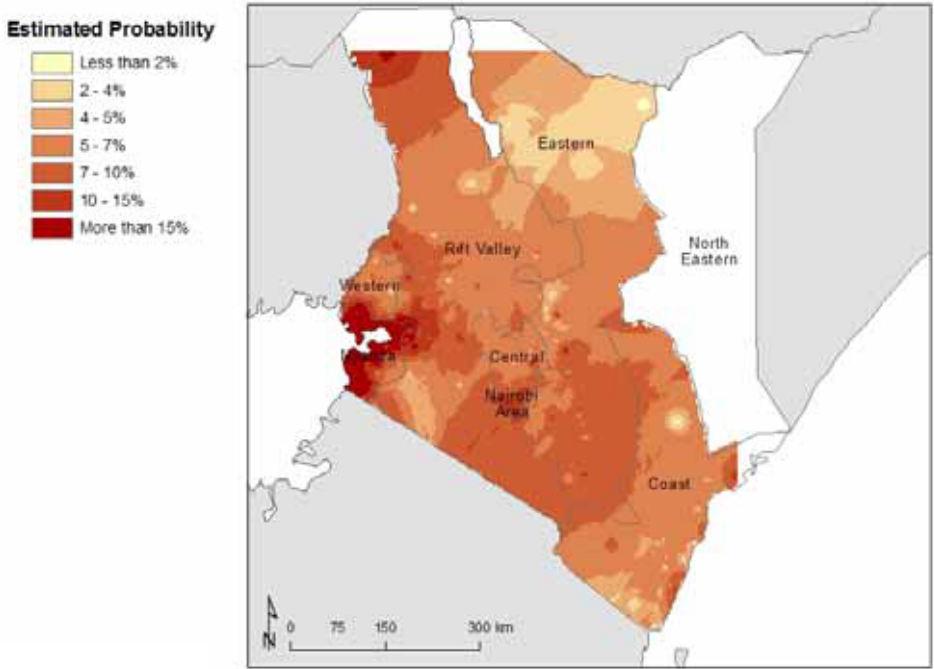 Estimated Probability
Less than 2%
2 - 4%
4 - 5%
5 - 7%
7 - 10%
10 - 15%
More than 15%
Eastern
North
Eastern
Rift Valley
Western
Central
Nairobi
Area
Coast
N
0 75 150 300 km